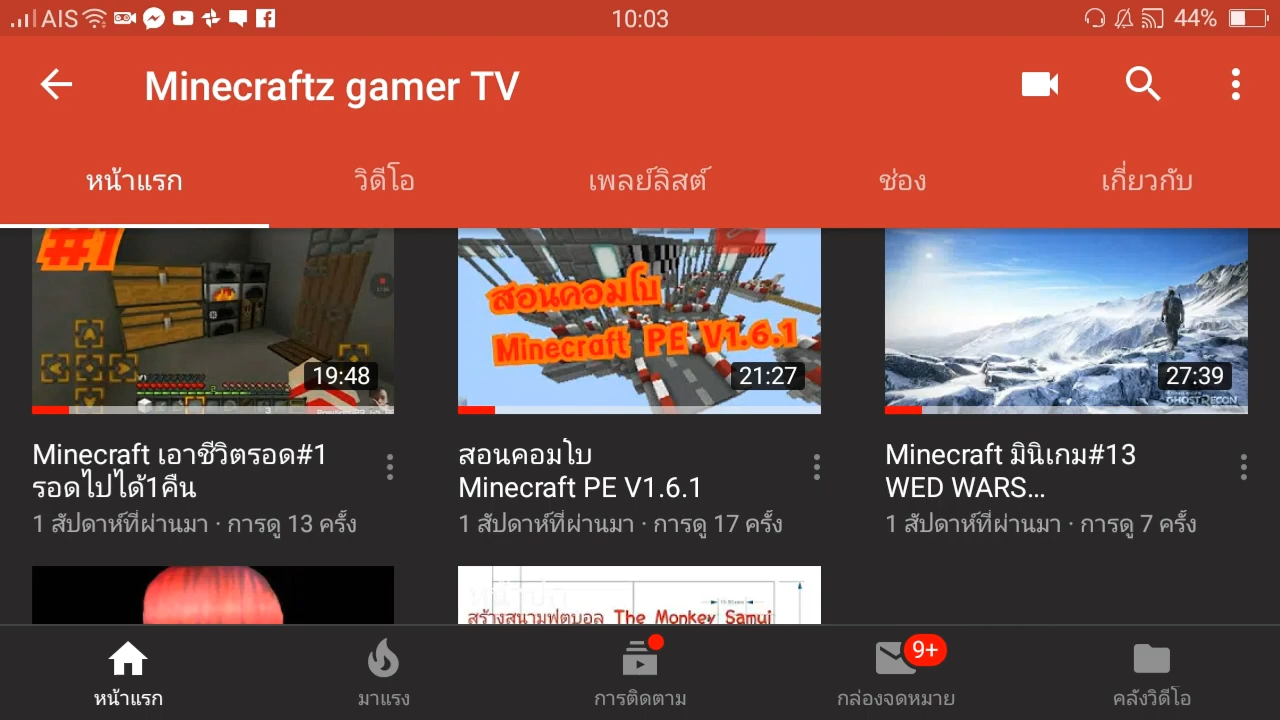 AIS 10:03 44%
Minecraftz gamer TV
หน้าแรก วิดีโอ เพลย์ลิสต์ ช่อง เกี่ยวกับ
#1
สอนคอมโบ
Minecraft PE V1.6.1
19:48 21:27 27:39
GHOST RECON
Minecraft เอาชีวิตรอด#1
รอดไปได้1คืน
1 สัปดาห์ที่ผ่านมา · การดู 13 ครั้ง
สอนคอมโบ
Minecraft PE V1.6.1
1 สัปดาห์ที่ผ่านมา · การดู 17 ครั้ง
Minecraft มินิเกม#13
WED WARS...
1 สัปดาห์ที่ผ่านมา · การดู 7 ครั้ง
สร้างสนามฟุตบอล The Monkey Samui
9+
หน้าแรก มาแรง การติดตาม กล่องจดหมาย คลังวิดีโอ